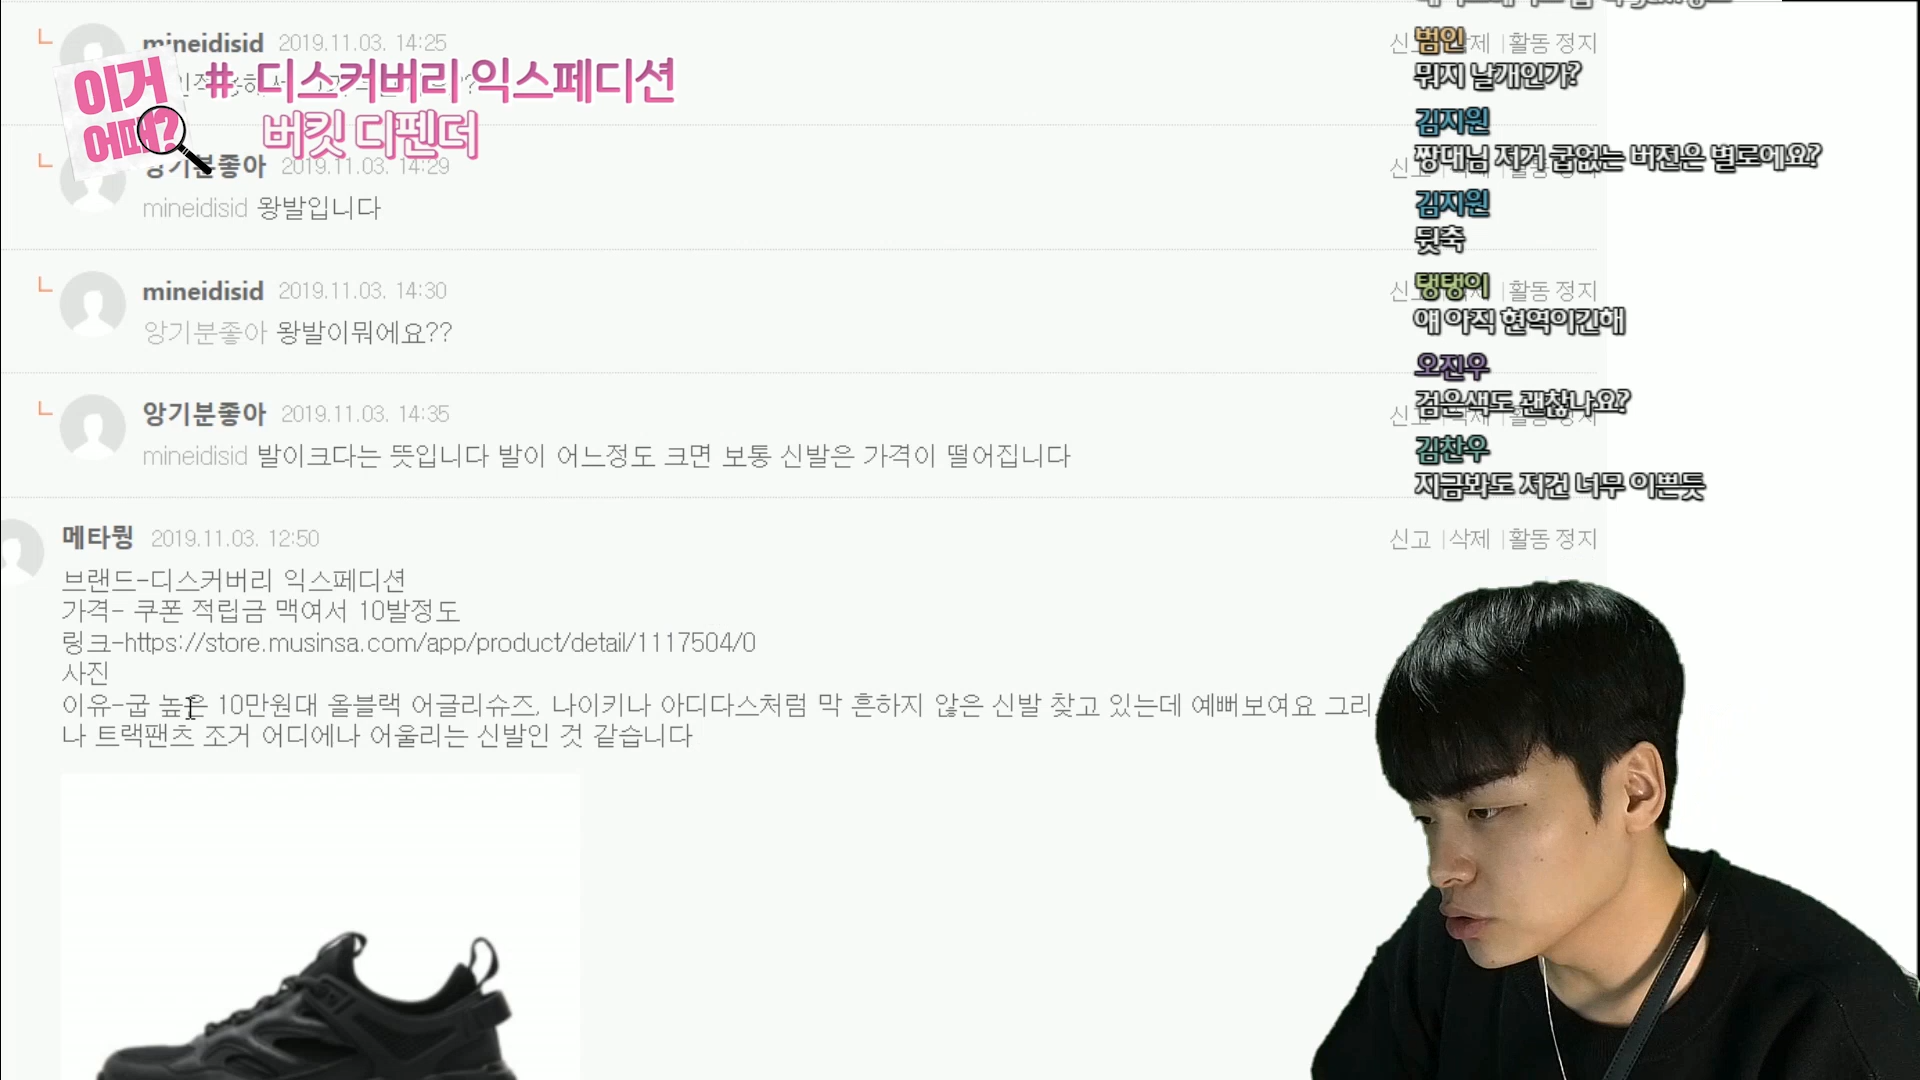 이거
어때?
# 디스커버리 익스페디션
버킷 디펜더
mineidisid 2019.11.03. 14:25
앙기분좋아 2019.11.03. 14:29
mineidisid 왕발입니다
mineidisid 2019.11.03. 14:30
활동 정지
앙기분좋아 왕발이뭐에요??
앙기분좋아 2019.11.03. 14:35
mineidisid 발이크다는 뜻입니다 발이 어느정도 크면 보통 신발은 가격이 떨어집니다
메타뭥 2019.11.03. 12:50
신고 | 삭제 | 활동 정지
브랜드-디스커버리 익스페디션
가격- 쿠폰 적립금 맥여서 10발정도
링크-https://store.musinsa.com/app/product/detail/1117504/0
사진
이유-굽 높은 10만원대 올블랙 어글리슈즈, 나이키나 아디다스처럼 막 흔하지 않은 신발 찾고 있는데 예뻐보여요 그리
나 트랙팬츠 조거 어디에나 어울리는 신발인 것 같습니다
범인
활동 정지
뭐지 날개인가?
김지원
짱대님 저거 굽없는 버전은 별로에요?
김지원
뒷축
탱탱이
얘 아직 현역이긴해
오진우
검은색도 괜찮나요?
김찬우
지금봐도 저건 너무 이쁜듯